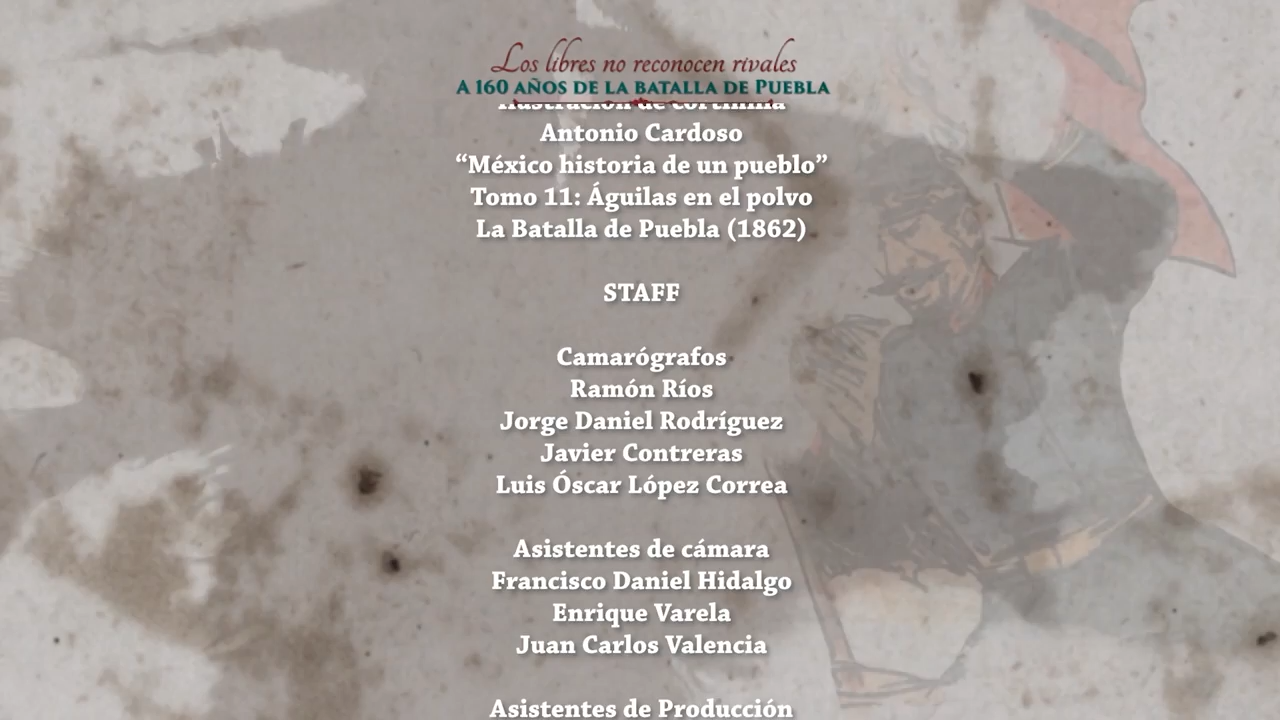 Los libres no reconocen rivales
A 160 AÑOS DE LA BATALLA DE PUEBLA
Ilustración de cortinilla
Antonio Cardoso
“México historia de un pueblo”
Tomo 11: Águilas en el polvo
La Batalla de Puebla (1862)
STAFF
Camarógrafos
Ramón Ríos
Jorge Daniel Rodríguez
Javier Contreras
Luis Óscar López Correa
Asistentes de cámara
Francisco Daniel Hidalgo
Enrique Varela
Juan Carlos Valencia
Asistentes de Producción